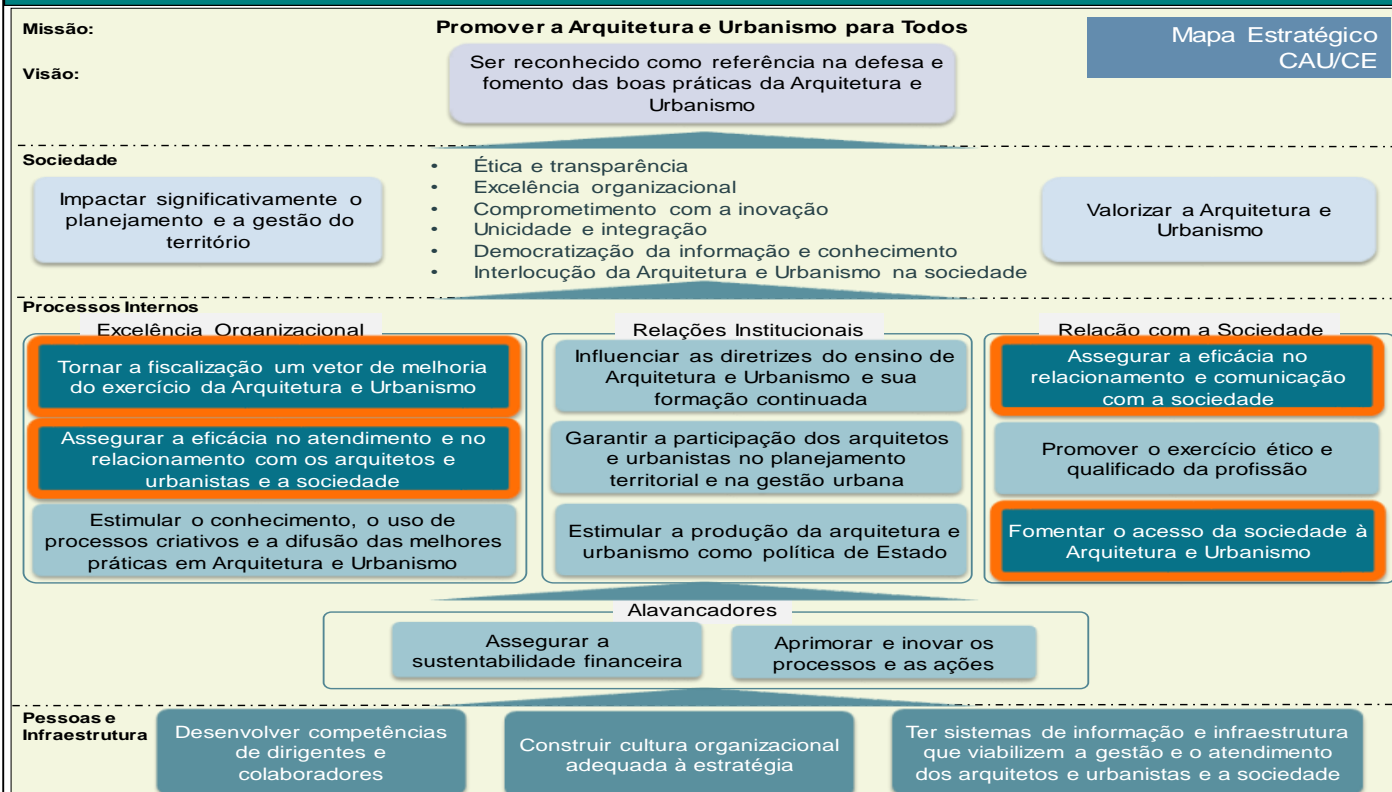 Missão:
Promover a Arquitetura e Urbanismo para Todos
Mapa Estratégico
CAU/CE
Visão:
Ser reconhecido como referência na defesa e
fomento das boas práticas da Arquitetura e
Urbanismo
Sociedade
Impactar significativamente o
planejamento e a gestão do
território
• Ética e transparência
• Excelência organizacional
• Comprometimento com a inovação
• Unicidade e integração
• Democratização da informação e conhecimento
• Interlocução da Arquitetura e Urbanismo na sociedade
Valorizar a Arquitetura e
Urbanismo
Processos Internos
Excelência Organizacional
Tornar a fiscalização um vetor de melhoria
do exercício da Arquitetura e Urbanismo
Assegurar a eficácia no atendimento e no
relacionamento com os arquitetos e
urbanistas e a sociedade
Estimular o conhecimento, o uso de
processos criativos e a difusão das melhores
práticas em Arquitetura e Urbanismo
Relações Institucionais
Influenciar as diretrizes do ensino de
Arquitetura e Urbanismo e sua
formação continuada
Garantir a participação dos arquitetos
e urbanistas no planejamento
territorial e na gestão urbana
Estimular a produção da arquitetura e
urbanismo como política de Estado
Relação com a Sociedade
Assegurar a eficácia no
relacionamento e comunicação
com a sociedade
Promover o exercício ético e
qualificado da profissão
Fomentar o acesso da sociedade à
Arquitetura e Urbanismo
Alavancadores
Assegurar a
sustentabilidade financeira
Aprimorar e inovar os
processos e as ações
Pessoas e
Infraestrutura
Desenvolver competências
de dirigentes e
colaboradores
Construir cultura organizacional
adequada à estratégia
Ter sistemas de informação e infraestrutura
que viabilizem a gestão e o atendimento
dos arquitetos e urbanistas e a sociedade